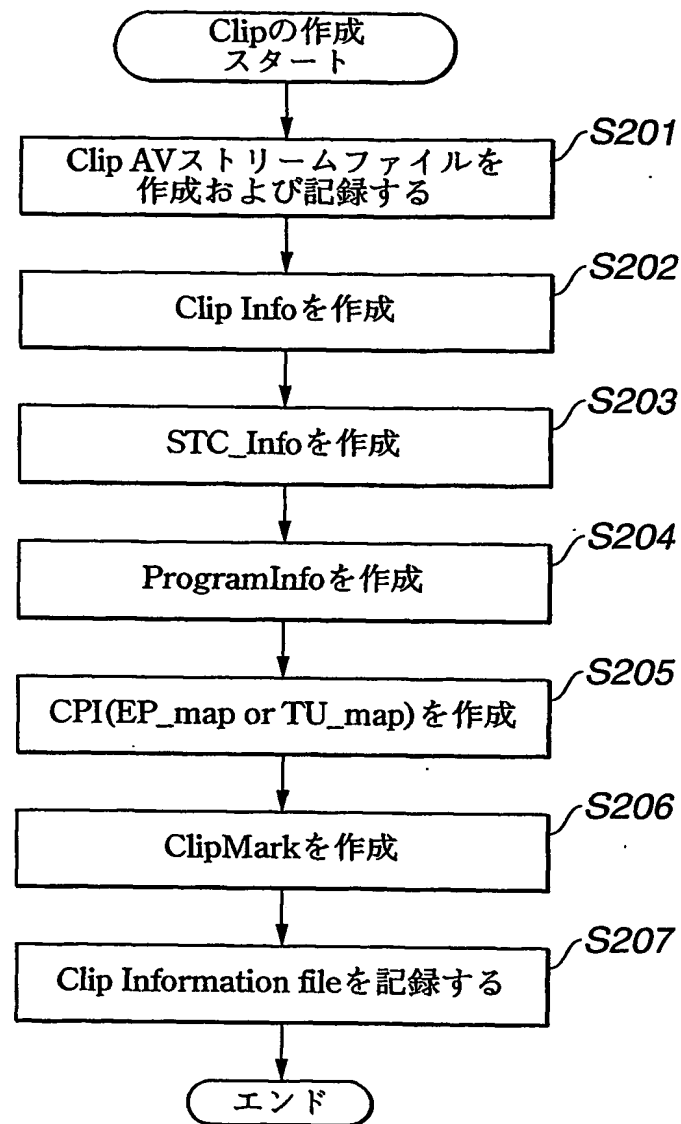 Clipの作成
スタート
S201
Clip AVストリームファイルを
作成および記録する
S202
Clip Infoを作成
S203
STC_Infoを作成
S204
ProgramInfoを作成
S205
CPI(EP_map or TU_map)を作成
S206
ClipMarkを作成
S207
Clip Information fileを記録する
エンド